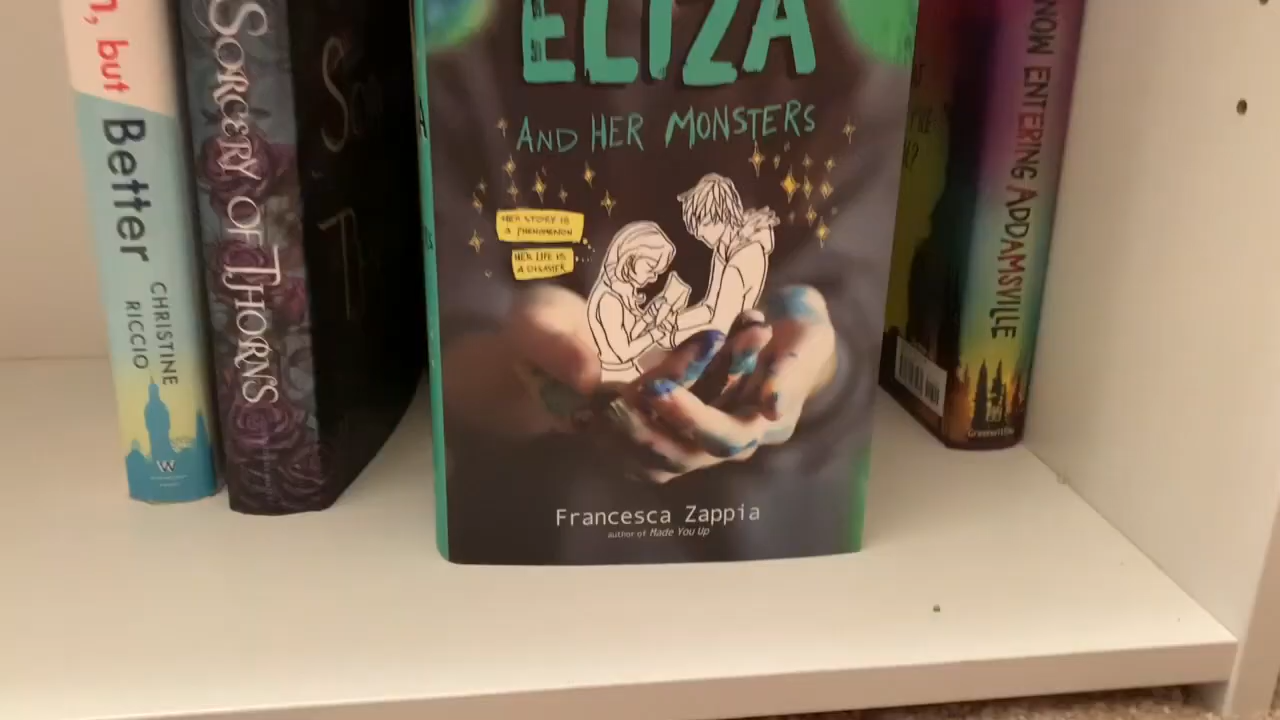 but
Better
CHRISTINE
RICCIO
SORCERY OF THORNS
ELIZA
AND HER MONSTERS
HER STORY IS
A PHENOMENON
HER LIFE IS
A DISASTER
Francesca Zappia
author of Made You Up
NOW ENTERING ADDAMSVILLE
Greenwillow